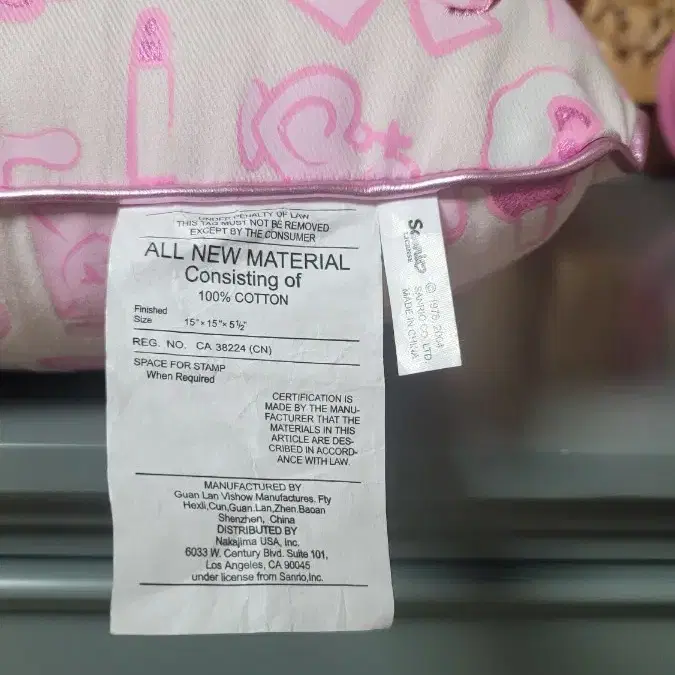 UNDER PENALTY OF LAW
THIS TAG MUST NOT BE REMOVED
EXCEPT BY THE CONSUMER
ALL NEW MATERIAL
Consisting of
100% COTTON
Finished
Size 15"×15"×5½"
REG. NO. CA 38224 (CN)
SPACE FOR STAMP
When Required
CERTIFICATION IS
MADE BY THE MANU-
FACTURER THAT THE
MATERIALS IN THIS
ARTICLE ARE DES-
CRIBED IN ACCORD-
ANCE WITH LAW.
MANUFACTURED BY
Guan Lan Vishow Manufactures. Fty
Hexli,Cun,Guan.Lan,Zhen.Baoan
Shenzhen, China
DISTRIBUTED BY
Nakajima USA, Inc.
6033 W. Century Blvd. Suite 101,
Los Angeles, CA 90045
under license from Sanrio,Inc.
Sanrio
LICENSE
© 1976, 2004
SANRIO CO., LTD.
MADE IN CHINA